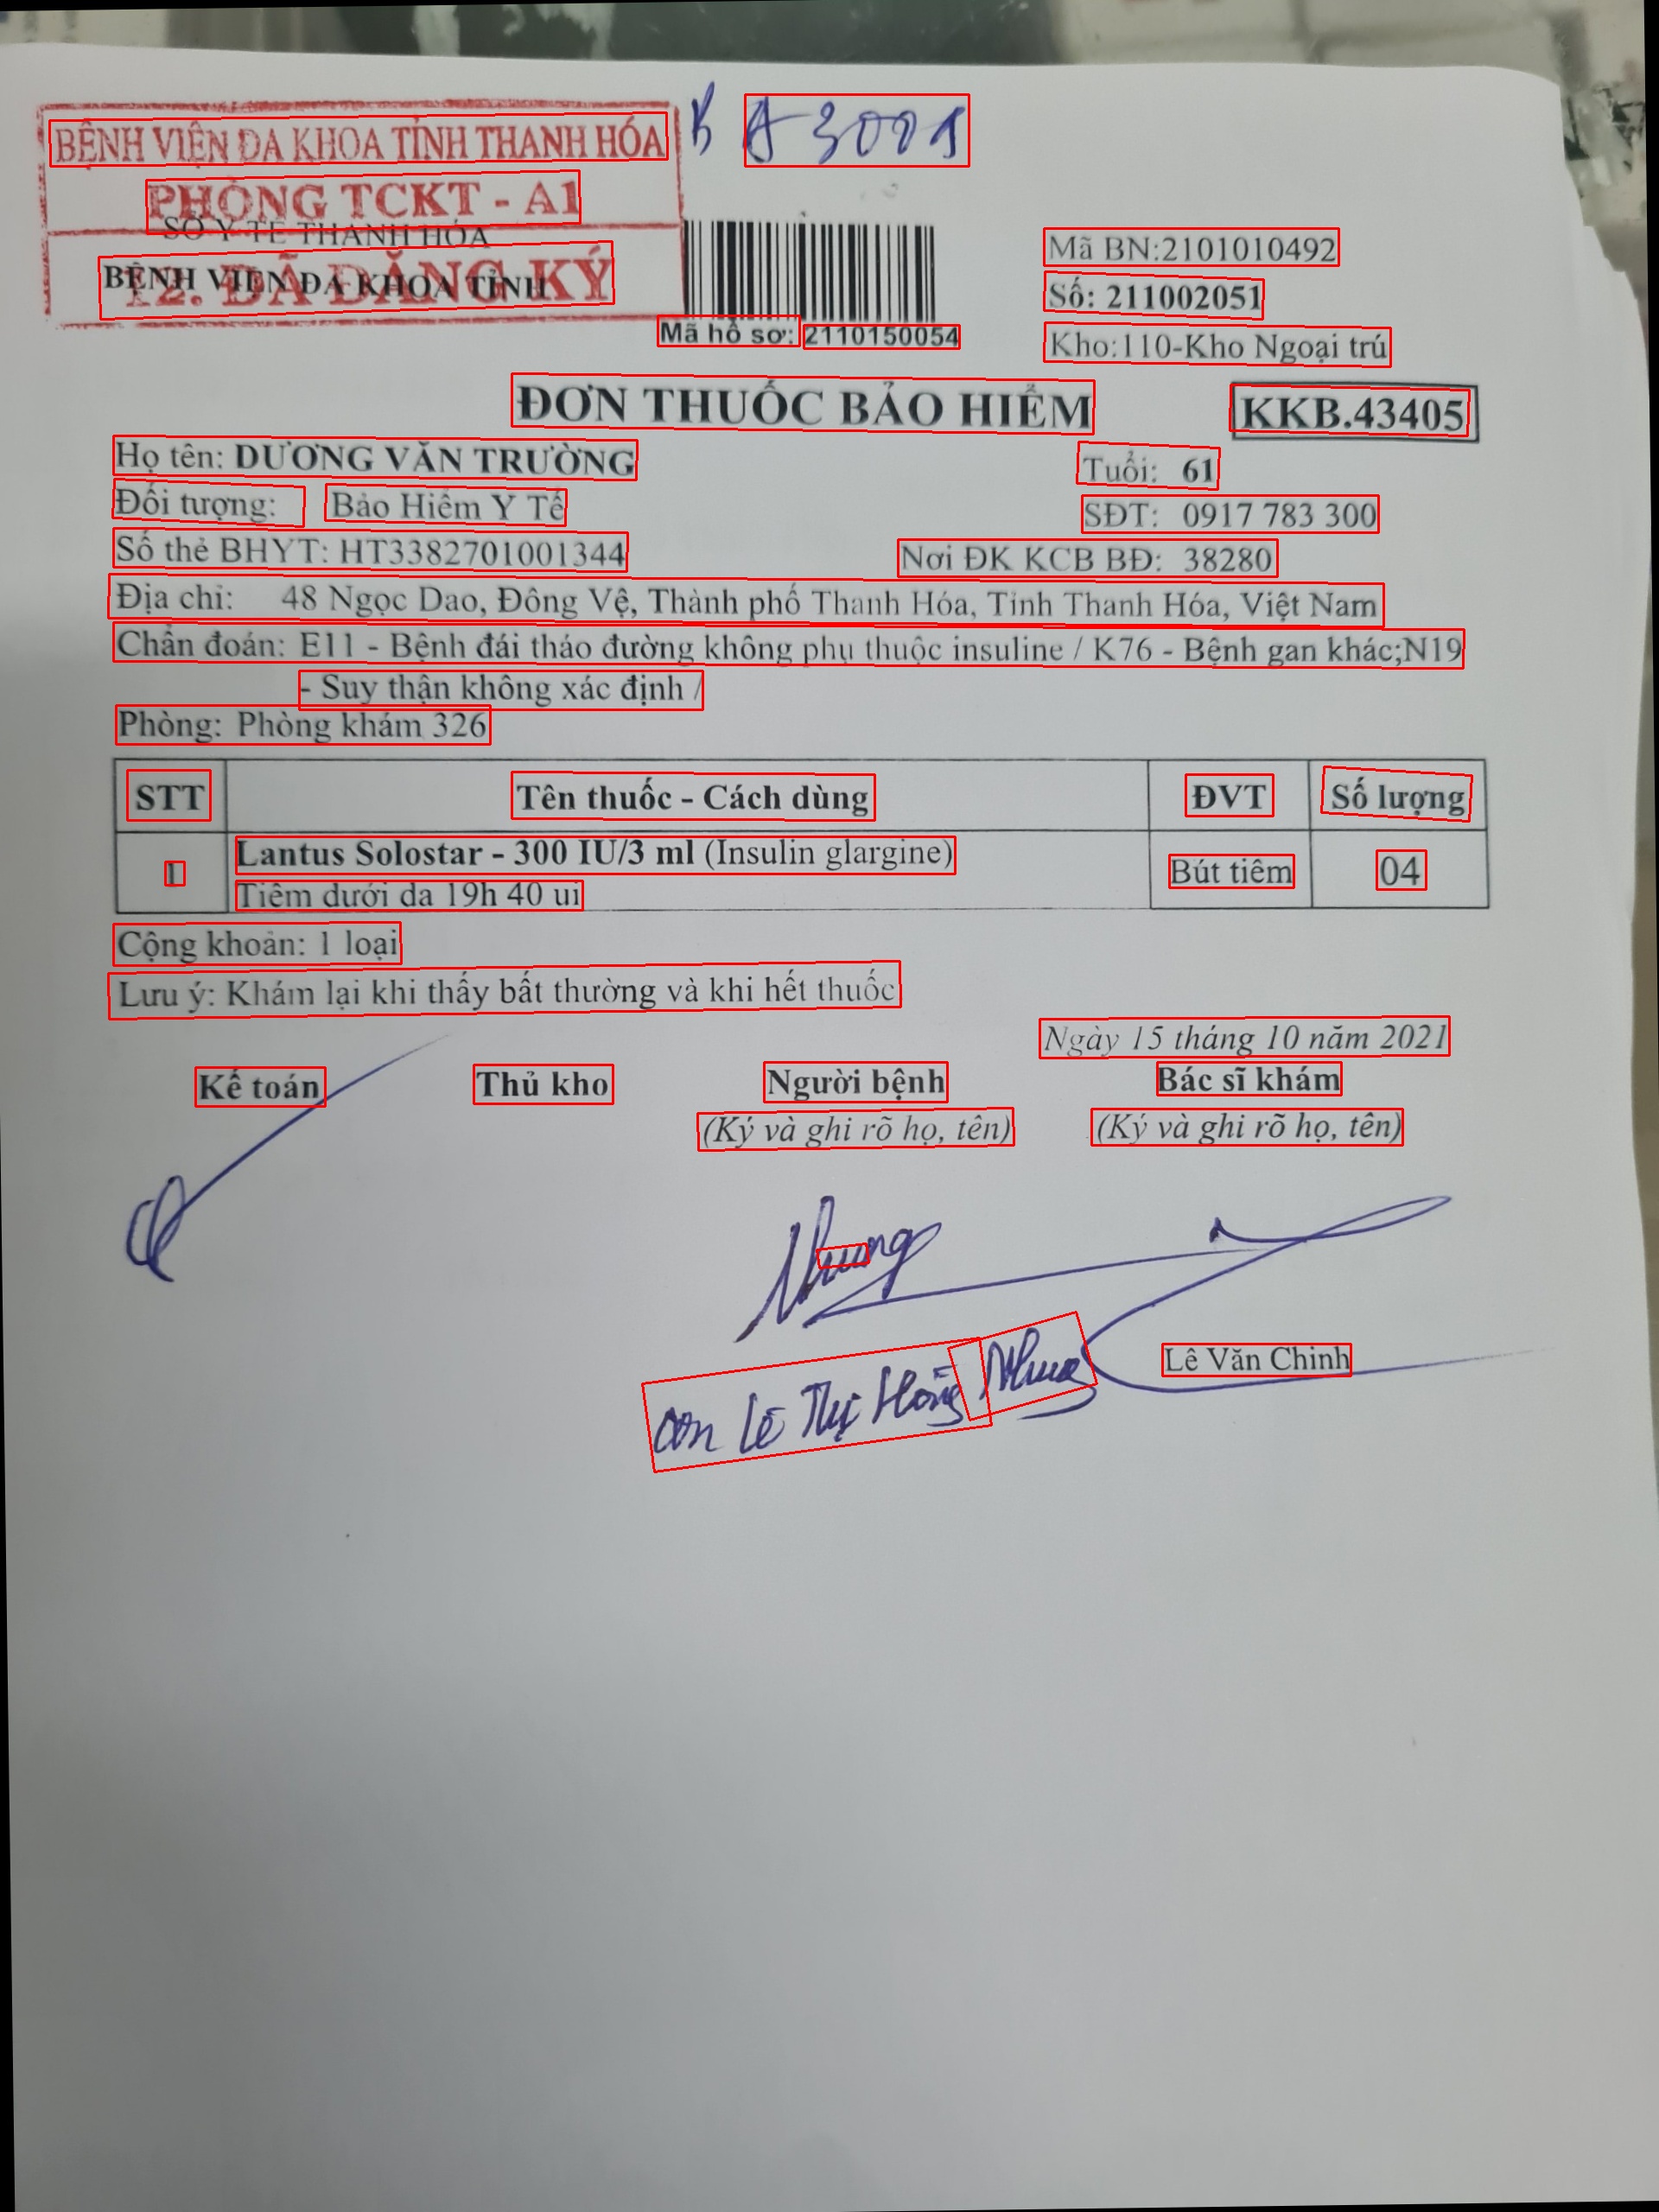 BỆNH VIỆN ĐA KHOA TỈNH THANH HÓA
PHÒNG TCKT - A1
SỞ Y TẾ THANH HÓA
BỆNH VIỆN ĐA KHOA TỈNH
2. ĐÃ ĐĂNG KÝ
A 3001
Mã hồ sơ: 2110150054
Mã BN:2101010492
Số: 211002051
Kho:110-Kho Ngoại trú
ĐƠN THUỐC BẢO HIỂM
KKB.43405
Họ tên: DƯƠNG VĂN TRƯỜNG Tuổi: 61
Đối tượng: Bảo Hiểm Y Tế SĐT: 0917 783 300
Số thẻ BHYT: HT3382701001344 Nơi ĐK KCB BĐ: 38280
Địa chỉ: 48 Ngọc Dao, Đông Vệ, Thành phố Thanh Hóa, Tỉnh Thanh Hóa, Việt Nam
Chẩn đoán: E11 - Bệnh đái tháo đường không phụ thuộc insuline / K76 - Bệnh gan khác;N19
- Suy thận không xác định /
Phòng: Phòng khám 326
STT Tên thuốc - Cách dùng ĐVT Số lượng
1 Lantus Solostar - 300 IU/3 ml (Insulin glargine) Bút tiêm 04
Tiêm dưới da 19h 40 ui
Cộng khoản: 1 loại
Lưu ý: Khám lại khi thấy bất thường và khi hết thuốc
Ngày 15 tháng 10 năm 2021
Kế toán Thủ kho Người bệnh Bác sĩ khám
(Ký và ghi rõ họ, tên) (Ký và ghi rõ họ, tên)
Nhung
Lê Văn Chinh
con Lê Thị Hồng Nhung